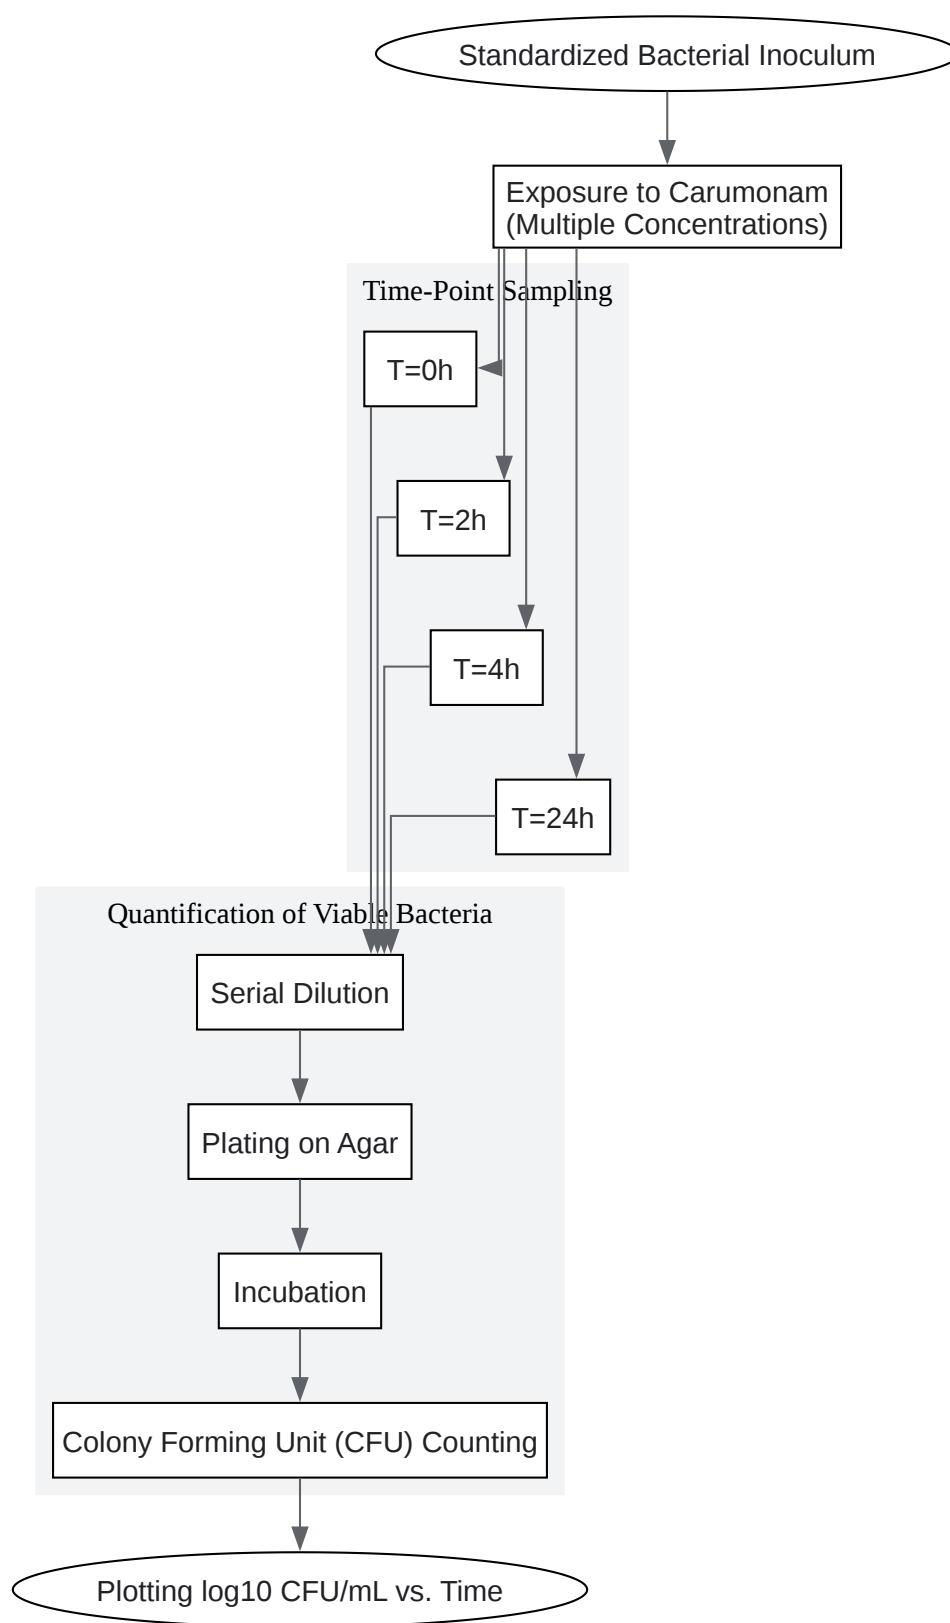 Standardized Bacterial Inoculum
Exposure to Carumonam
(Multiple Concentrations)
Time-Point Sampling
T=0h
T=2h
T=4h
T=24h
Quantification of Viable Bacteria
Serial Dilution
Plating on Agar
Incubation
Colony Forming Unit (CFU) Counting
Plotting log10 CFU/mL vs. Time